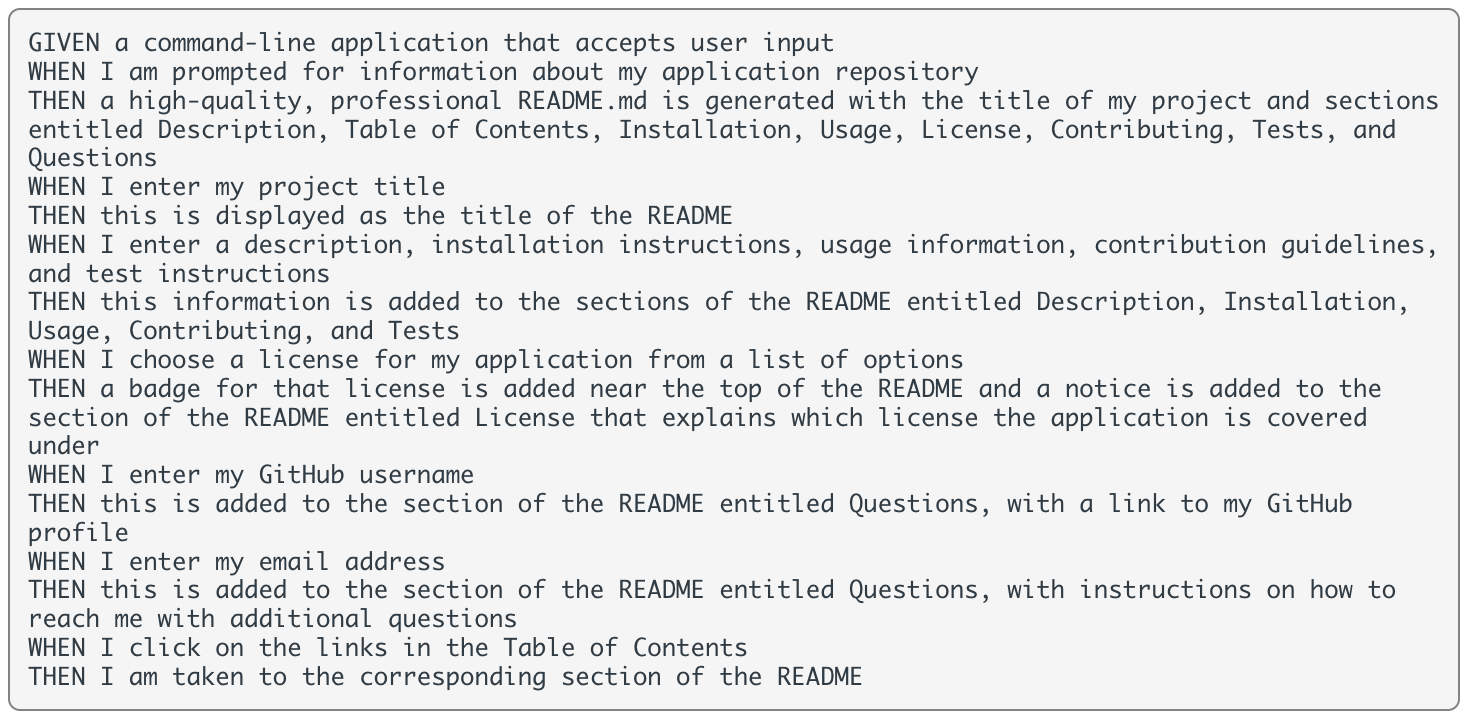 GIVEN a command-line application that accepts user input
WHEN I am prompted for information about my application repository
THEN a high-quality, professional README.md is generated with the title of my project and sections
entitled Description, Table of Contents, Installation, Usage, License, Contributing, Tests, and
Questions
WHEN I enter my project title
THEN this is displayed as the title of the README
WHEN I enter a description, installation instructions, usage information, contribution guidelines,
and test instructions
THEN this information is added to the sections of the README entitled Description, Installation,
Usage, Contributing, and Tests
WHEN I choose a license for my application from a list of options
THEN a badge for that license is added near the top of the README and a notice is added to the
section of the README entitled License that explains which license the application is covered
under
WHEN I enter my GitHub username
THEN this is added to the section of the README entitled Questions, with a link to my GitHub
profile
WHEN I enter my email address
THEN this is added to the section of the README entitled Questions, with instructions on how to
reach me with additional questions
WHEN I click on the links in the Table of Contents
THEN I am taken to the corresponding section of the README